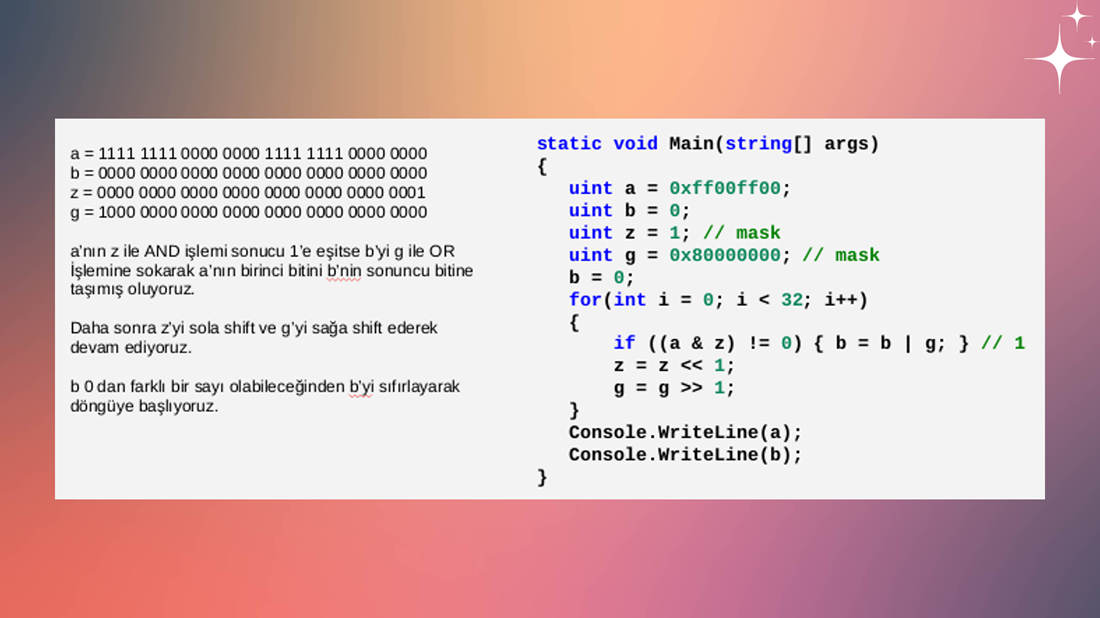 a = 1111 1111 0000 0000 1111 1111 0000 0000
b = 0000 0000 0000 0000 0000 0000 0000 0000
z = 0000 0000 0000 0000 0000 0000 0000 0001
g = 1000 0000 0000 0000 0000 0000 0000 0000
a’nın z ile AND işlemi sonucu 1’e eşitse b’yi g ile OR
İşlemine sokarak a’nın birinci bitini b’nin sonuncu bitine
taşımış oluyoruz.
Daha sonra z’yi sola shift ve g’yi sağa shift ederek
devam ediyoruz.
b 0 dan farklı bir sayı olabileceğinden b’yi sıfırlayarak
döngüye başlıyoruz.
static void Main(string[] args)
{
uint a = 0xff00ff00;
uint b = 0;
uint z = 1; // mask
uint g = 0x80000000; // mask
b = 0;
for(int i = 0; i < 32; i++)
{
if ((a & z) != 0) { b = b | g; } // 1
z = z << 1;
g = g >> 1;
}
Console.WriteLine(a);
Console.WriteLine(b);
}